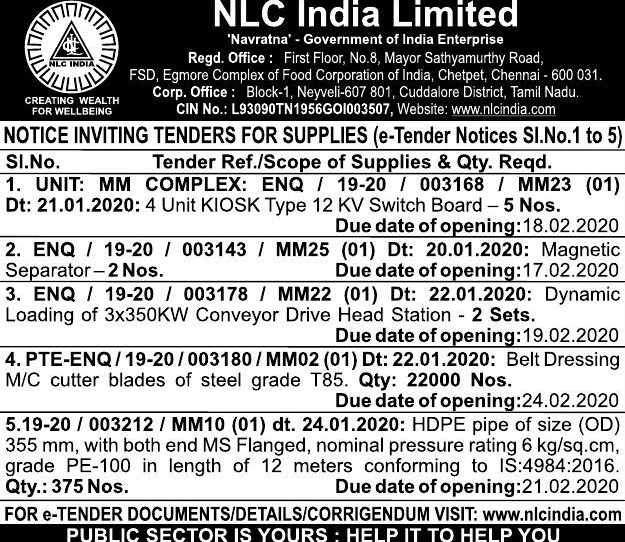 NLC India Limited
'Navratna' - Government of India Enterprise
Regd. Office : First Floor, No.8, Mayor Sathyamurthy Road,
FSD, Egmore Complex of Food Corporation of India, Chetpet, Chennai - 600 031.
Corp. Office : Block-1, Neyveli-607 801, Cuddalore District, Tamil Nadu.
CIN No.: L93090TN1956GOI003507, Website: www.nlcindia.com
NLC INDIA
CREATING WEALTH
FOR WELLBEING
NOTICE INVITING TENDERS FOR SUPPLIES (e-Tender Notices Sl.No.1 to 5)
Sl.No. Tender Ref./Scope of Supplies & Qty. Reqd.
1. UNIT: MM COMPLEX: ENQ / 19-20 / 003168 / MM23 (01)
Dt: 21.01.2020: 4 Unit KIOSK Type 12 KV Switch Board – 5 Nos.
Due date of opening:18.02.2020
2. ENQ / 19-20 / 003143 / MM25 (01) Dt: 20.01.2020: Magnetic
Separator – 2 Nos. Due date of opening:17.02.2020
3. ENQ / 19-20 / 003178 / MM22 (01) Dt: 22.01.2020: Dynamic
Loading of 3x350KW Conveyor Drive Head Station - 2 Sets.
Due date of opening:19.02.2020
4. PTE-ENQ / 19-20 / 003180 / MM02 (01) Dt: 22.01.2020: Belt Dressing
M/C cutter blades of steel grade T85. Qty: 22000 Nos.
Due date of opening:24.02.2020
5.19-20 / 003212 / MM10 (01) dt. 24.01.2020: HDPE pipe of size (OD)
355 mm, with both end MS Flanged, nominal pressure rating 6 kg/sq.cm,
grade PE-100 in length of 12 meters conforming to IS:4984:2016.
Qty.: 375 Nos. Due date of opening:21.02.2020
FOR e-TENDER DOCUMENTS/DETAILS/CORRIGENDUM VISIT: www.nlcindia.com
PUBLIC SECTOR IS YOURS : HELP IT TO HELP YOU